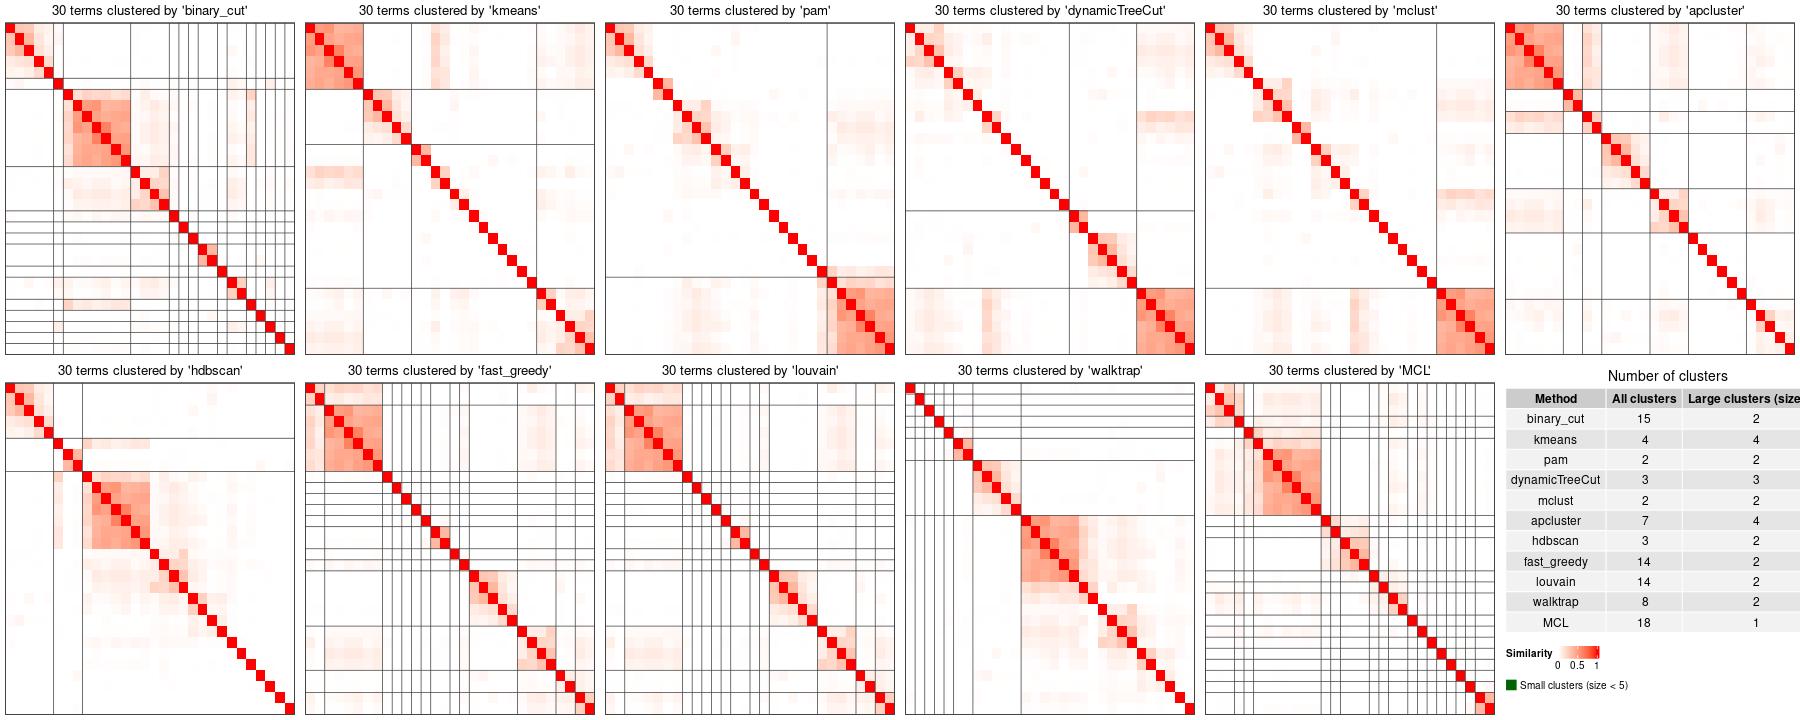 30 terms clustered by 'binary_cut'
30 terms clustered by 'kmeans'
30 terms clustered by 'pam'
30 terms clustered by 'dynamicTreeCut'
30 terms clustered by 'mclust'
30 terms clustered by 'apcluster'
30 terms clustered by 'hdbscan'
30 terms clustered by 'fast_greedy'
30 terms clustered by 'louvain'
30 terms clustered by 'walktrap'
30 terms clustered by 'MCL'
Number of clusters
Method All clusters Large clusters (size
binary_cut 15 2
kmeans 4 4
pam 2 2
dynamicTreeCut 3 3
mclust 2 2
apcluster 7 4
hdbscan 3 2
fast_greedy 14 2
louvain 14 2
walktrap 8 2
MCL 18 1
Similarity
0 0.5 1
Small clusters (size < 5)